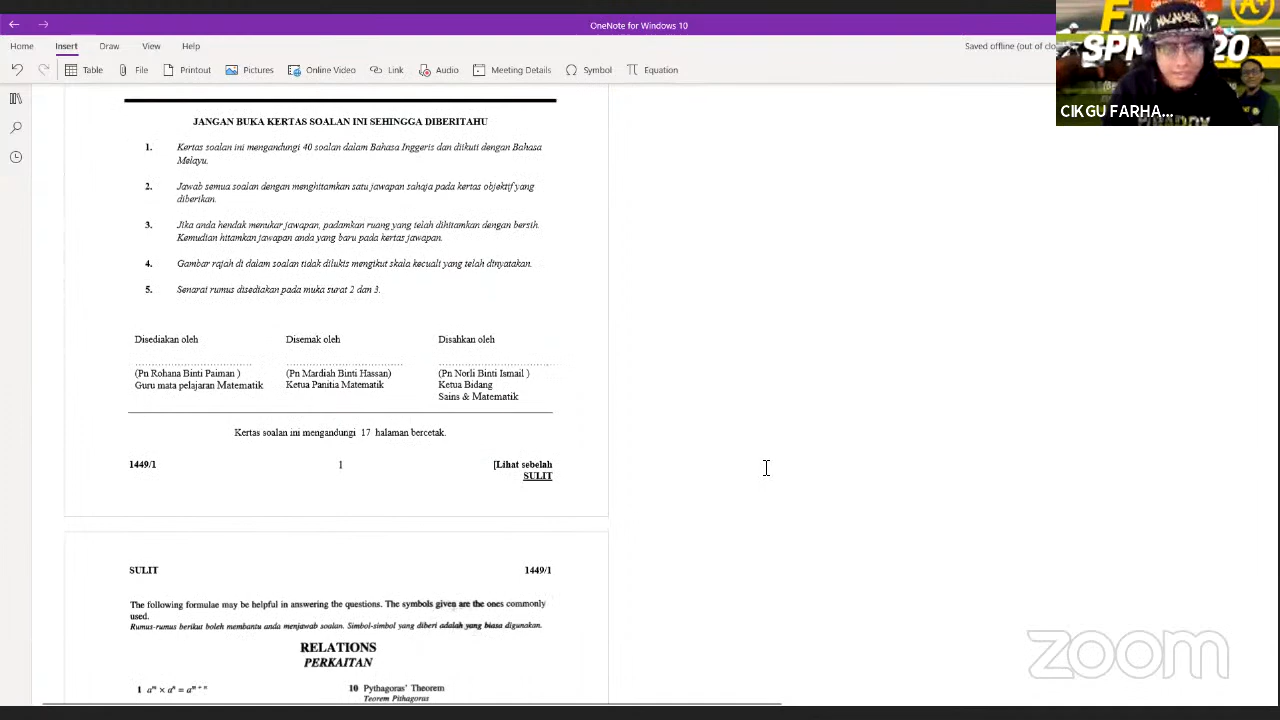 OneNote for Windows 10
Home Insert Draw View Help
Saved offline (out of
Table File Printout Pictures Online Video Link Audio Meeting Details Symbol Equation
SPM 2020
A+
CIKGU FARHA...
JANGAN BUKA KERTAS SOALAN INI SEHINGGA DIBERITAHU
1. Kertas soalan ini mengandungi 40 soalan dalam Bahasa Inggeris dan diikuti dengan Bahasa
Melayu.
2. Jawab semua soalan dengan menghitamkan satu jawapan sahaja pada kertas objektif yang
diberikan.
3. Jika anda hendak menukar jawapan, padamkan ruang yang telah dihitamkan dengan bersih.
Kemudian hitamkan jawapan anda yang baru pada kertas jawapan.
4. Gambar rajah di dalam soalan tidak dilukis mengikut skala kecuali yang telah dinyatakan.
5. Senarai rumus disediakan pada muka surat 2 dan 3.
Disediakan oleh Disemak oleh Disahkan oleh
(Pn Rohana Binti Paiman ) (Pn Mardiah Binti Hassan) (Pn Norli Binti Ismail )
Guru mata pelajaran Matematik Ketua Panitia Matematik Ketua Bidang
Sains & Matematik
Kertas soalan ini mengandungi 17 halaman bercetak.
1449/1 1 [Lihat sebelah
SULIT
SULIT 1449/1
The following formulae may be helpful in answering the questions. The symbols given are the ones commonly
used.
Rumus-rumus berikut boleh membantu anda menjawab soalan. Simbol-simbol yang diberi adalah yang biasa digunakan.
RELATIONS
PERKAITAN
1 aᵐ × aⁿ = aᵐ⁺ⁿ 10 Pythagoras' Theorem
Teorem Pithagoras
zoom